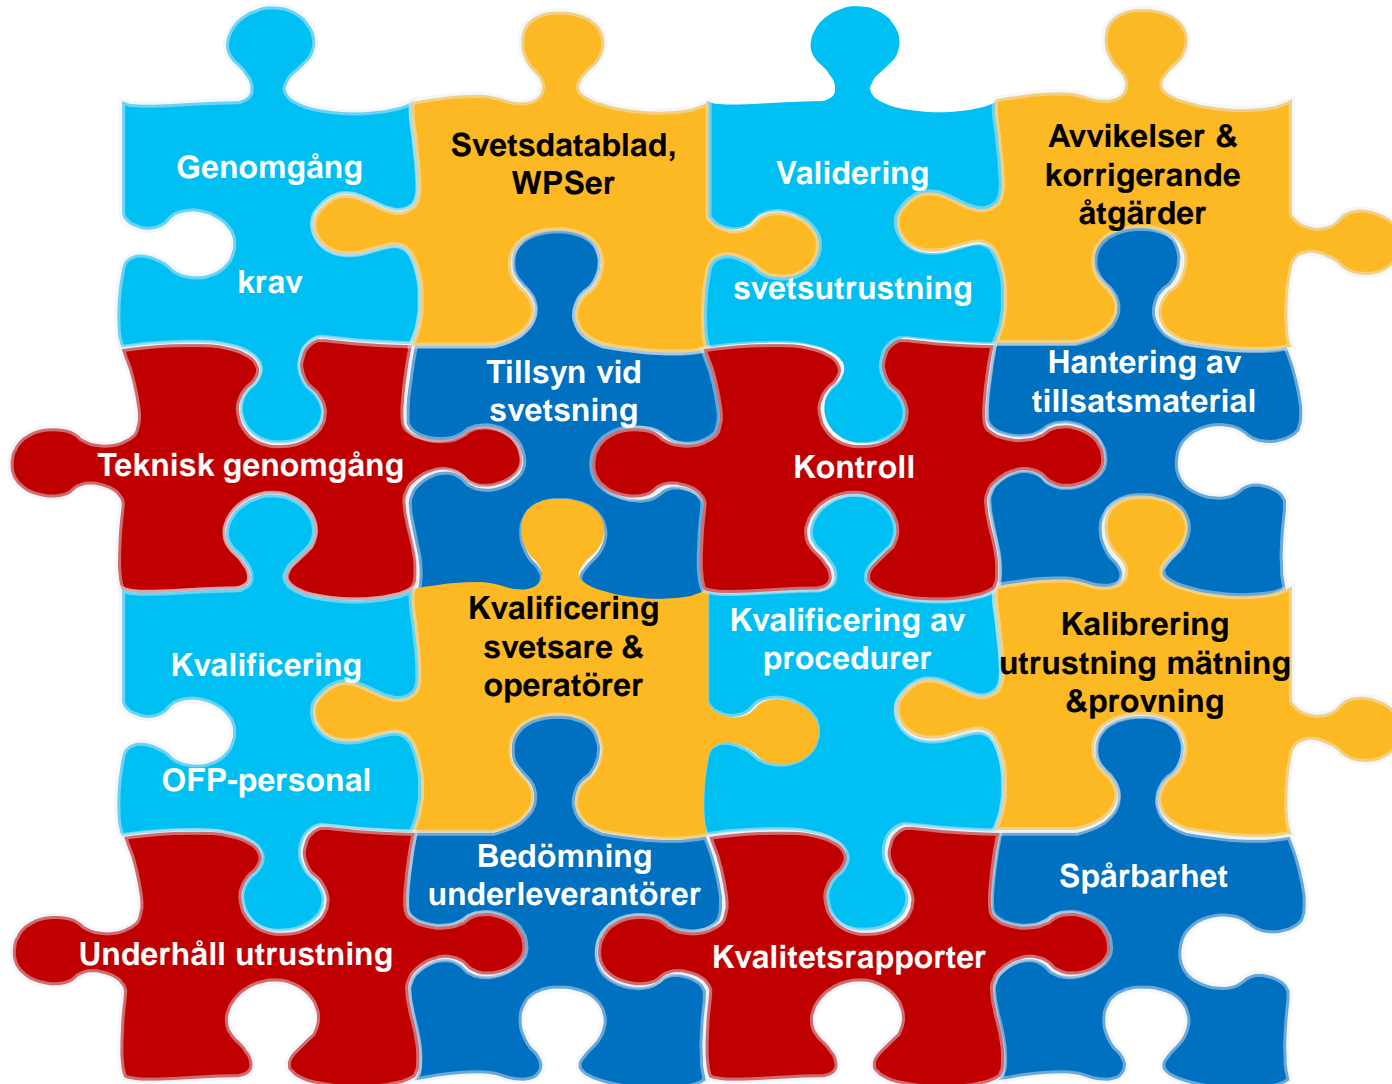 Genomgång
krav
Svetsdatablad,
WPSer
Validering
svetsutrustning
Avvikelser &
korrigerande
åtgärder
Teknisk genomgång
Tillsyn vid
svetsning
Kontroll
Hantering av
tillsatsmaterial
Kvalificering
OFP-personal
Kvalificering
svetsare &
operatörer
Kvalificering av
procedurer
Kalibrering
utrustning mätning
&provning
Underhåll utrustning
Bedömning
underleverantörer
Kvalitetsrapporter
Spårbarhet